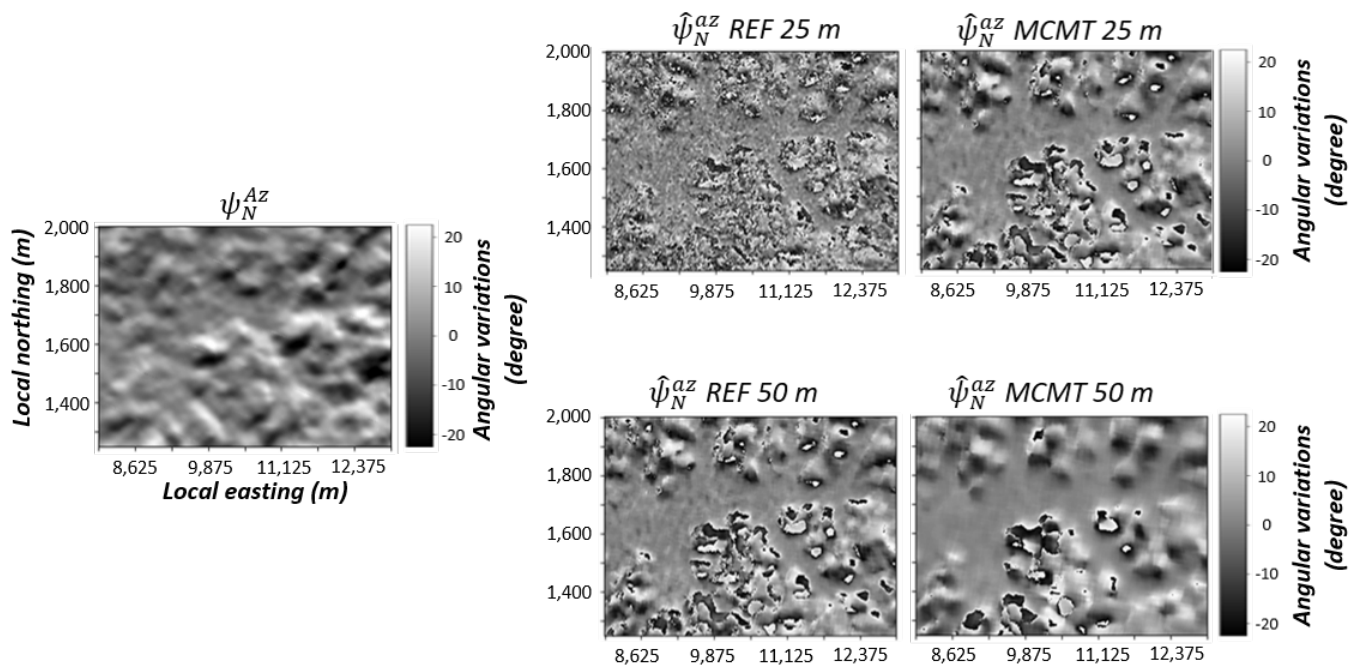 ψ̂_N^az REF 25 m
ψ̂_N^az MCMT 25 m
2,000
1,800
1,600
1,400
8,625 9,875 11,125 12,375
8,625 9,875 11,125 12,375
20
10
0
-10
-20
Angular variations
(degree)
ψ_N^Az
Local northing (m)
2,000
1,800
1,600
1,400
8,625 9,875 11,125 12,375
Local easting (m)
20
10
0
-10
-20
Angular variations
(degree)
ψ̂_N^az REF 50 m
ψ̂_N^az MCMT 50 m
2,000
1,800
1,600
1,400
8,625 9,875 11,125 12,375
8,625 9,875 11,125 12,375
20
10
0
-10
-20
Angular variations
(degree)